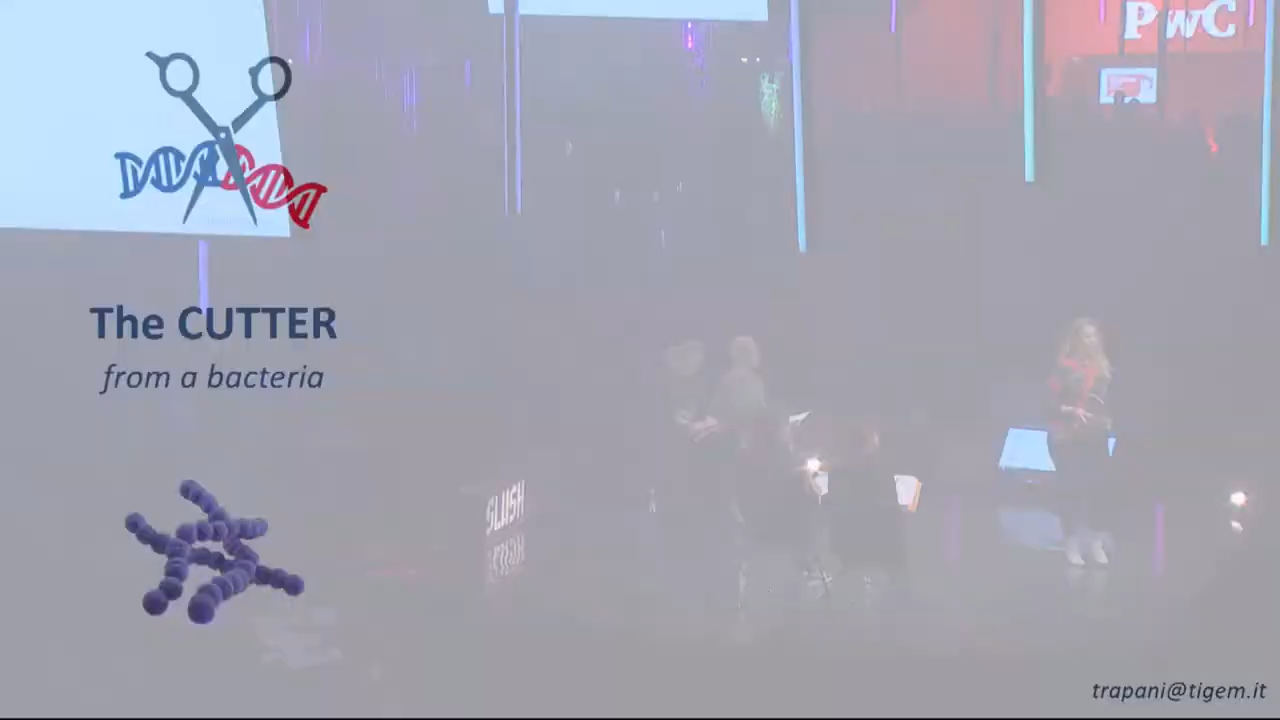 PwC
The CUTTER
from a bacteria
SLUSH
trapani@tigem.it